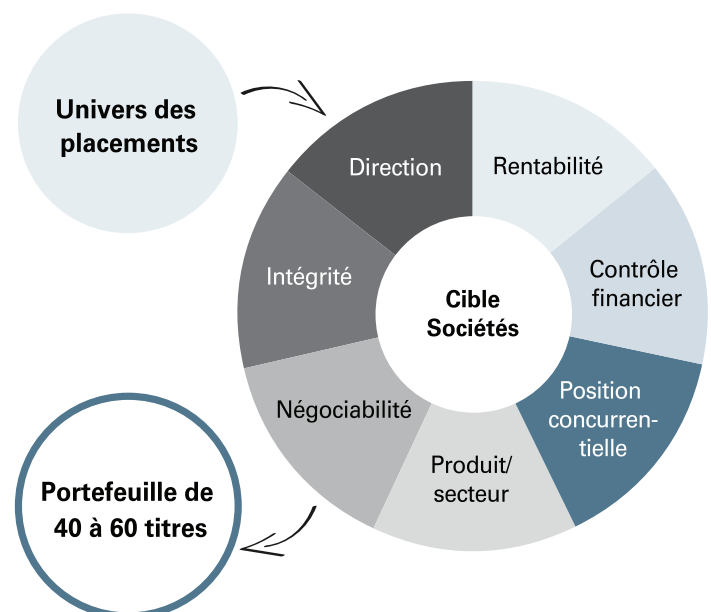 Univers des
placements
Direction
Rentabilité
Intégrité
Contrôle
financier
Cible
Sociétés
Négociabilité
Position
concurren-
tielle
Produit/
secteur
Portefeuille de
40 à 60 titres